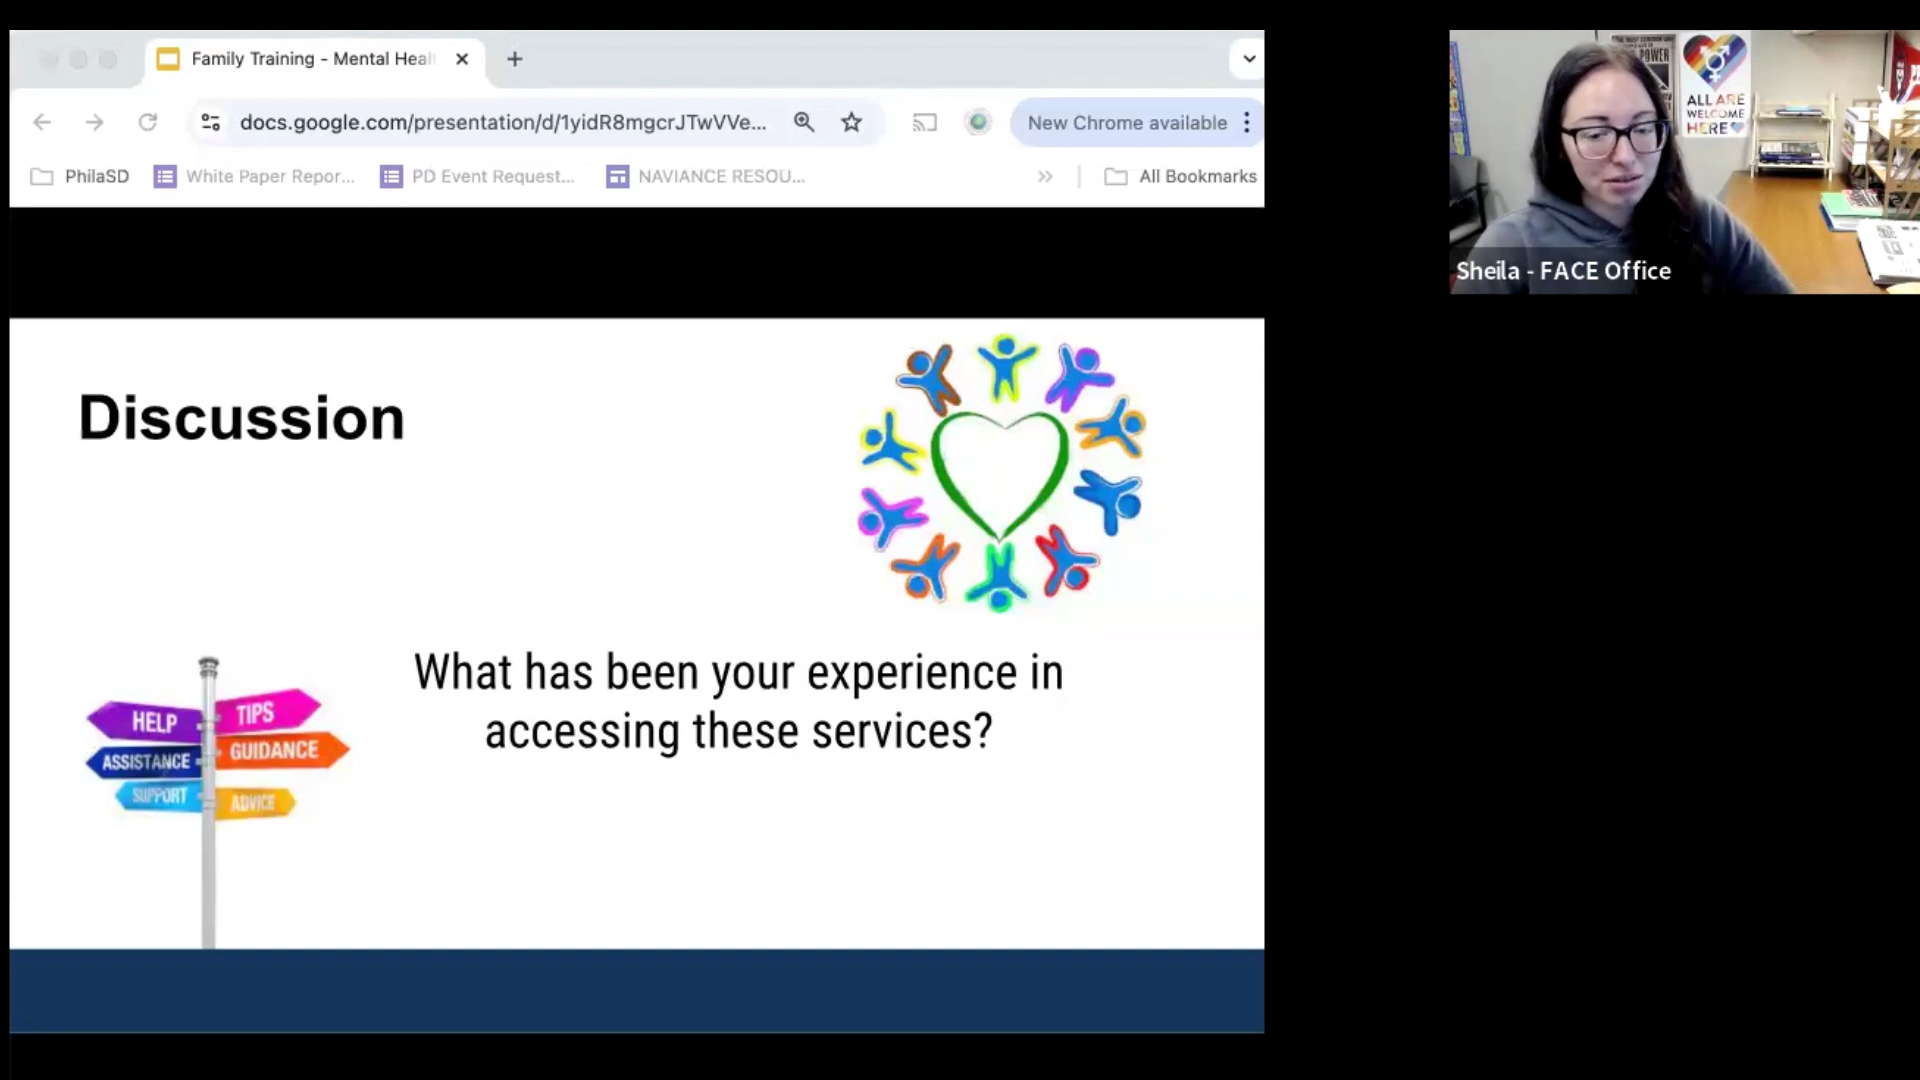 Family Training - Mental Heal
docs.google.com/presentation/d/1yidR8mgcrJTwVVe...
New Chrome available
PhilaSD
White Paper Repor...
PD Event Request...
NAVIANCE RESOU...
All Bookmarks
POWER
ALL ARE
WELCOME
HERE
Sheila - FACE Office
Discussion
What has been your experience in
accessing these services?
HELP
TIPS
ASSISTANCE
GUIDANCE
SUPPORT
ADVICE